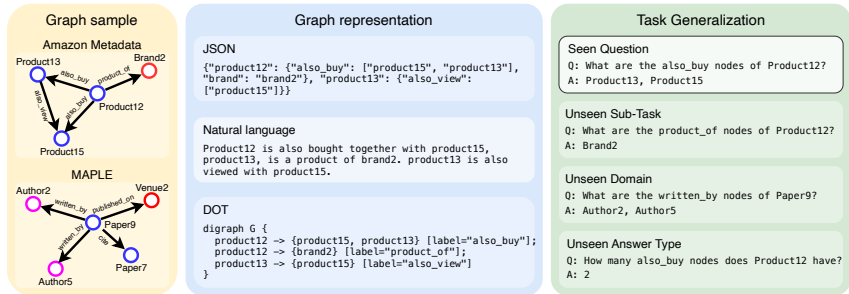 Graph sample
Amazon Metadata
Product13
Brand2
also_buy
product_of
also_view
also_buy
Product12
Product15
MAPLE
Author2
Venue2
written_by
published_on
Paper9
written_by
cite
Paper7
Author5
Graph representation
JSON
{"product12": {"also_buy": ["product15", "product13"],
"brand": "brand2"}, "product13": {"also_view":
["product15"]}}
Natural language
Product12 is also bought together with product15,
product13, is a product of brand2. product13 is also
viewed with product15.
DOT
digraph G {
product12 -> {product15, product13} [label="also_buy"];
product12 -> {brand2} [label="product_of"];
product13 -> {product15} [label="also_view"]
}
Task Generalization
Seen Question
Q: What are the also_buy nodes of Product12?
A: Product13, Product15
Unseen Sub-Task
Q: What are the product_of nodes of Product12?
A: Brand2
Unseen Domain
Q: What are the written_by nodes of Paper9?
A: Author2, Author5
Unseen Answer Type
Q: How many also_buy nodes does Product12 have?
A: 2